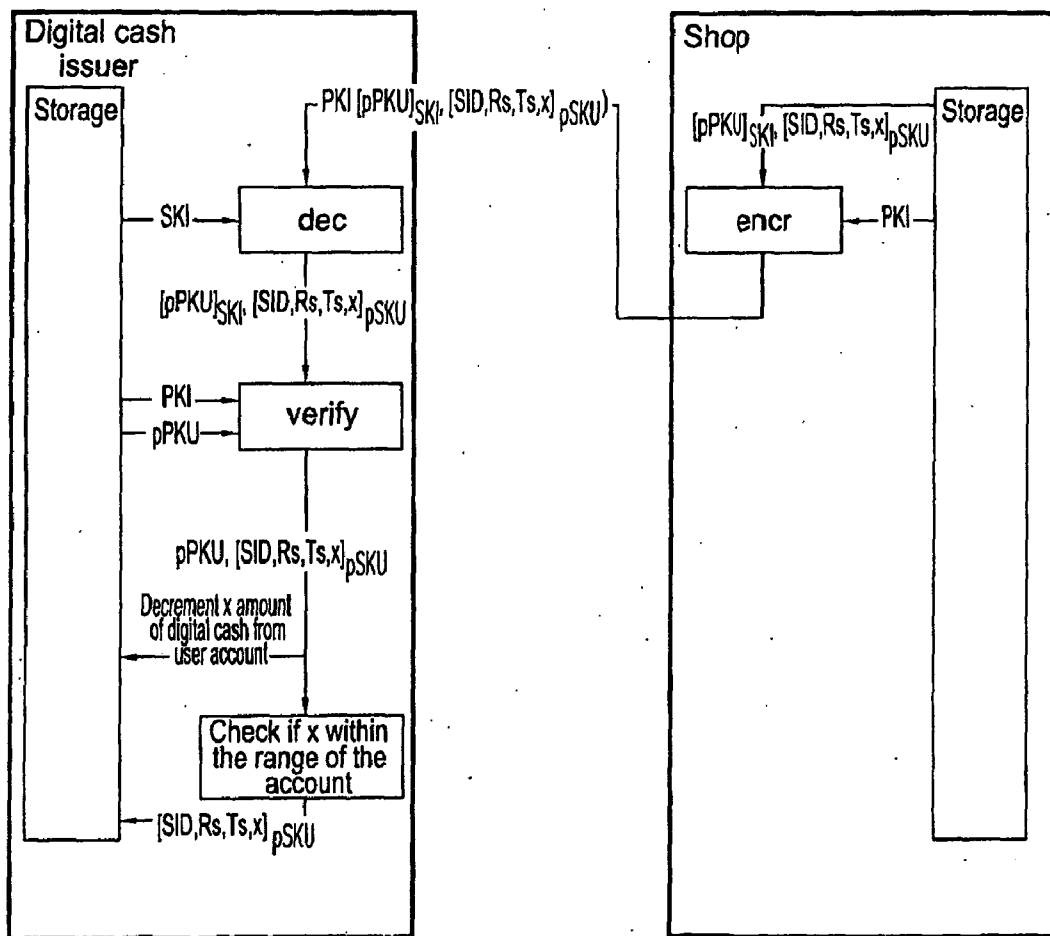 Digital cash
issuer
Storage
PKI [pPKU]SKI, [SID,Rs,Ts,x]pSKU)
SKI
dec
[pPKU]SKI, [SID,Rs,Ts,x]pSKU
PKI
pPKU
verify
pPKU, [SID,Rs,Ts,x]pSKU
Decrement x amount
of digital cash from
user account
Check if x within
the range of the
account
[SID,Rs,Ts,x]pSKU
Shop
Storage
[pPKU]SKI, [SID,Rs,Ts,x]pSKU
encr
PKI